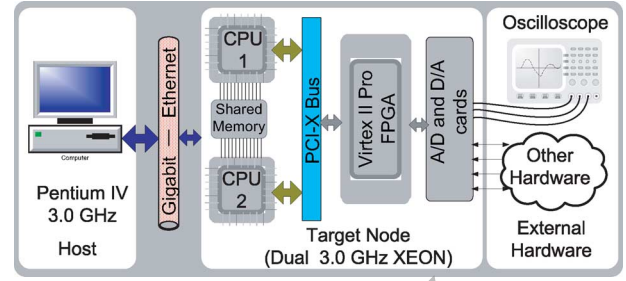 Computer
Pentium IV
3.0 GHz
Host
Gigabit – Ethernet
CPU
1
Shared
Memory
CPU
2
PCI-X Bus
Virtex II Pro
FPGA
A/D and D/A
cards
Target Node
(Dual 3.0 GHz XEON)
Oscilloscope
Other
Hardware
External
Hardware